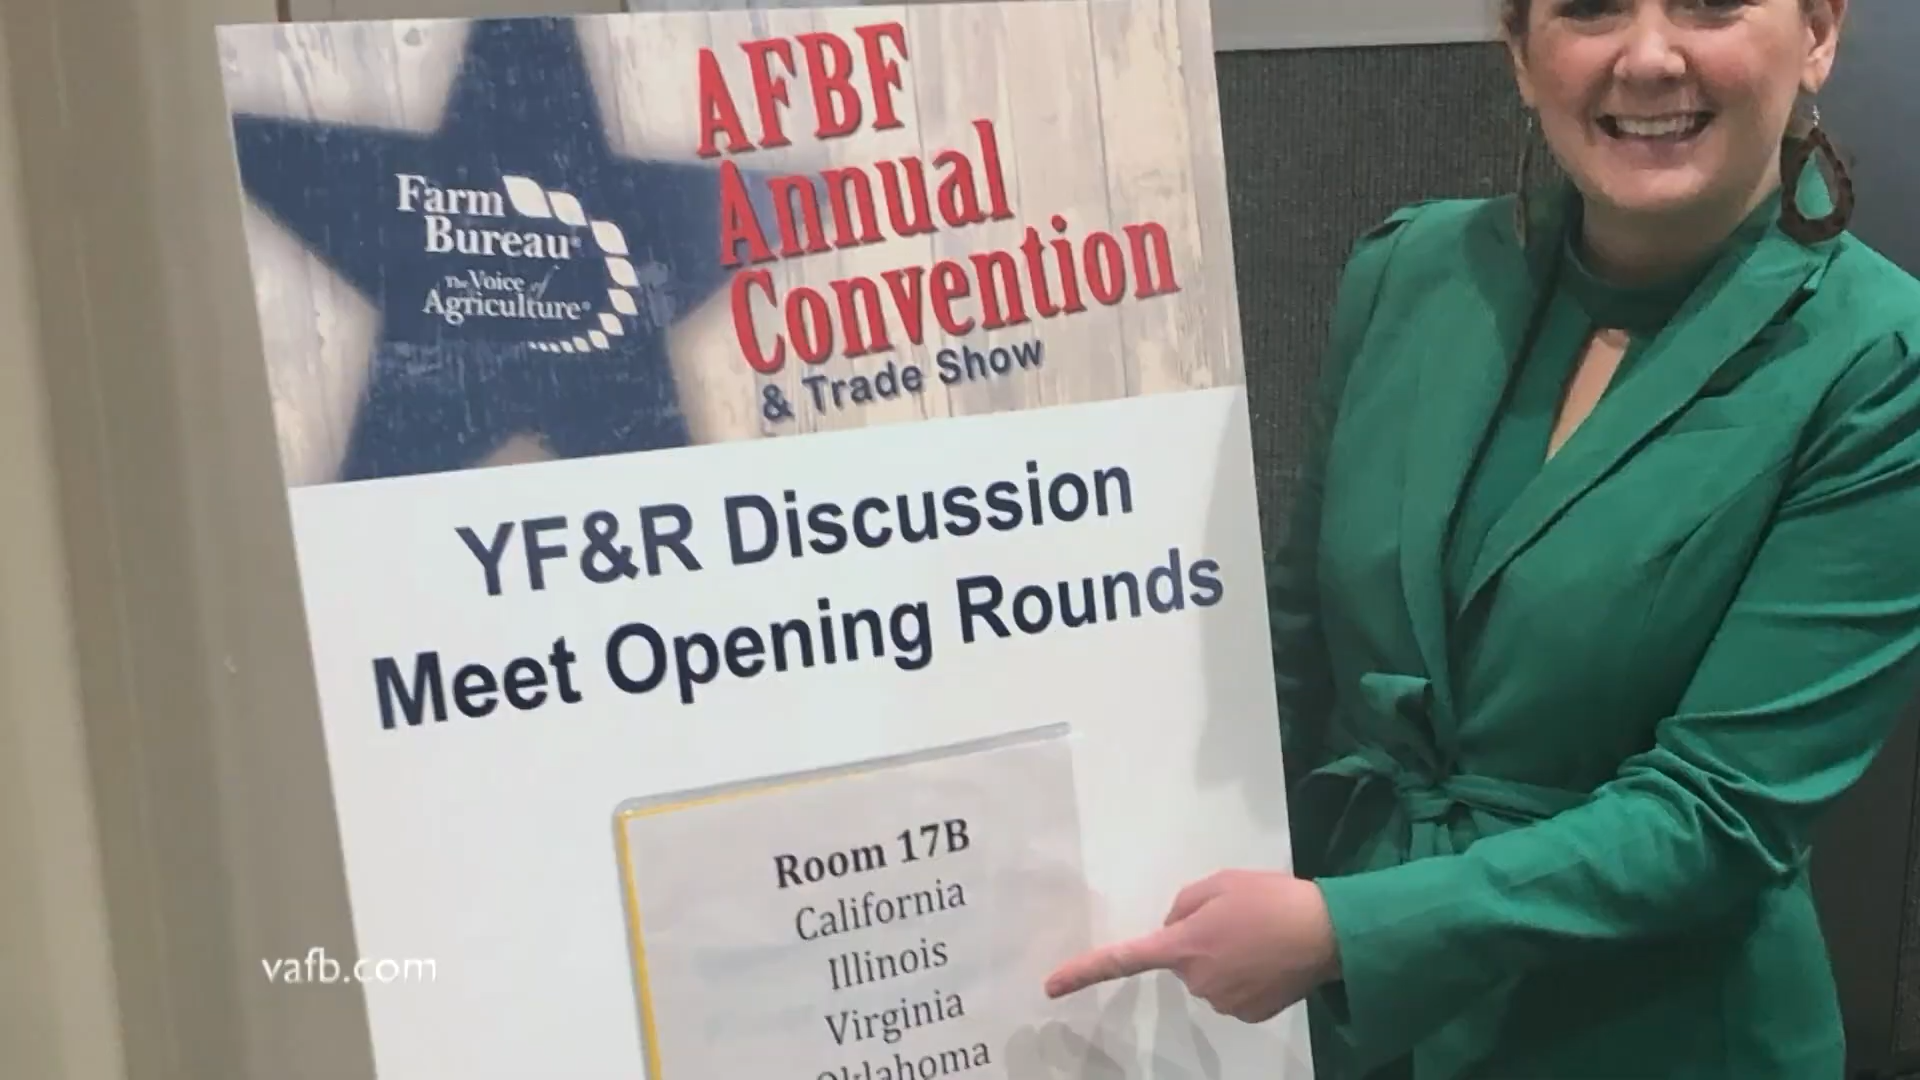 Farm
Bureau®
The Voice of
Agriculture®
AFBF
Annual
Convention
& Trade Show
YF&R Discussion
Meet Opening Rounds
Room 17B
California
Illinois
Virginia
Oklahoma
vafb.com